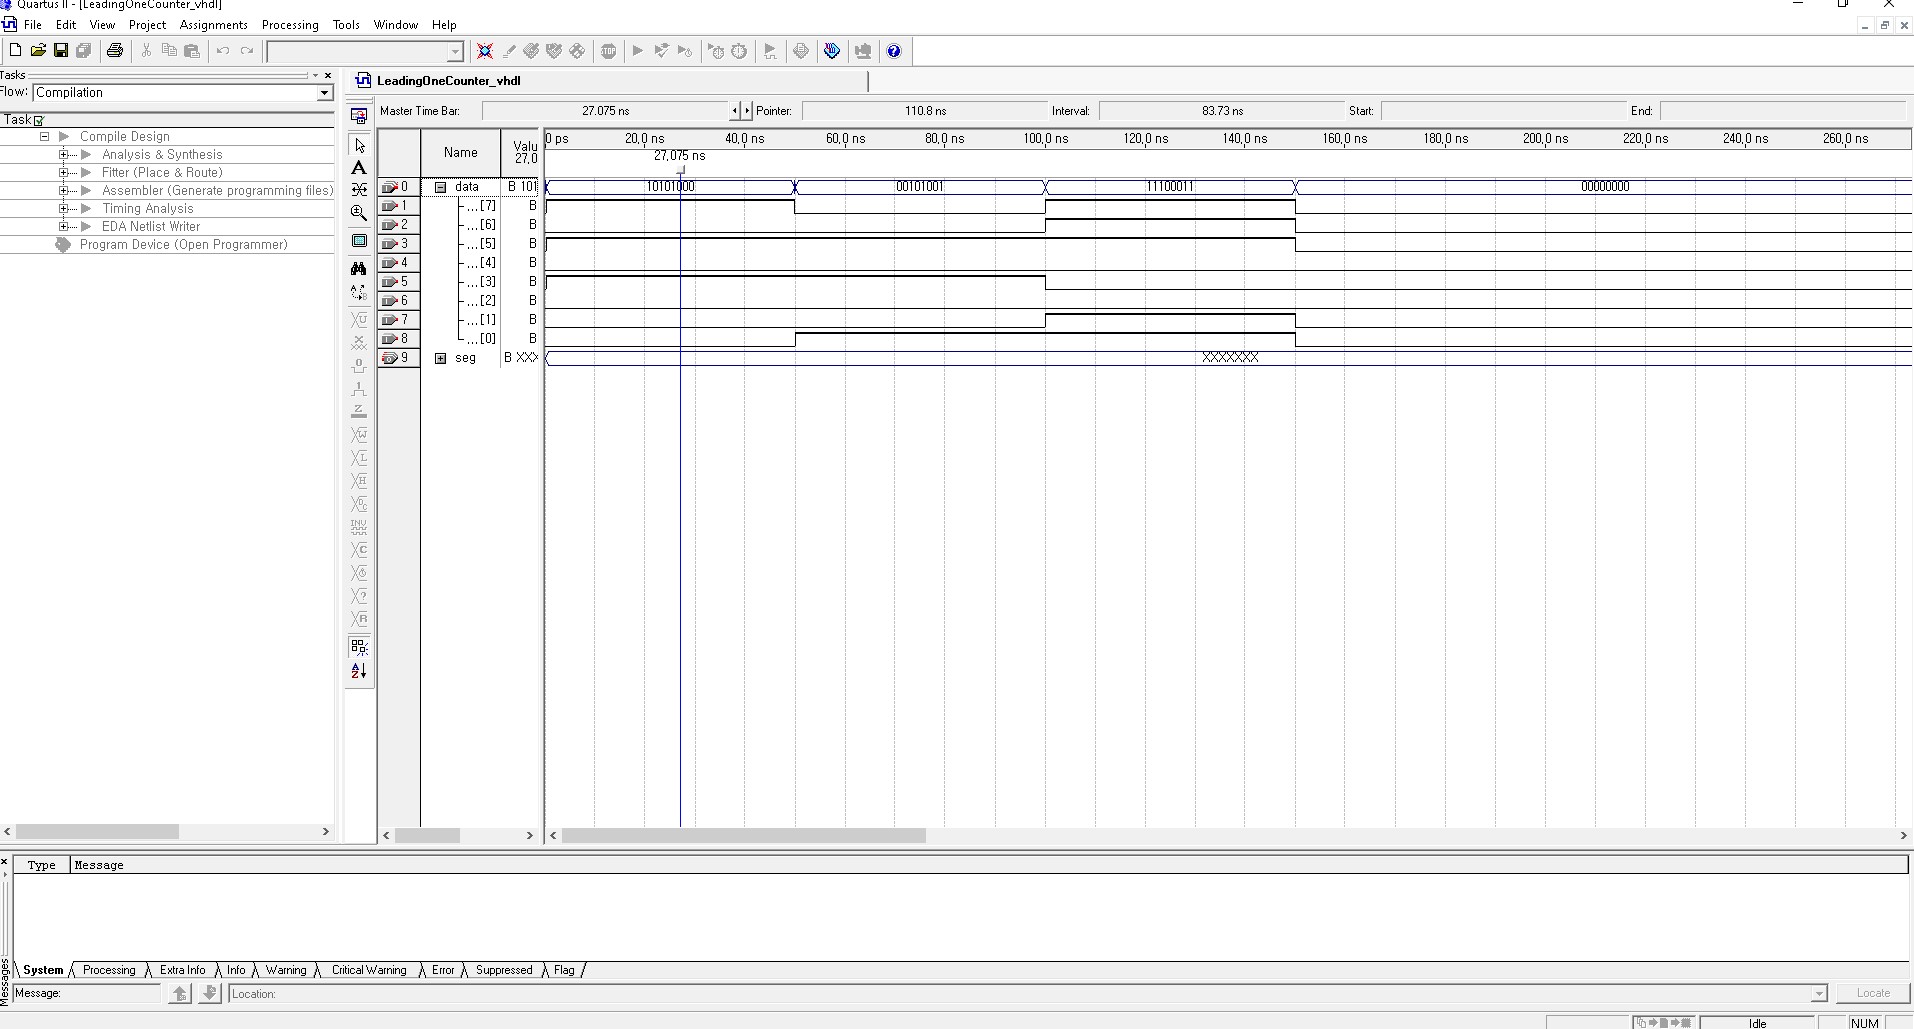 Quartus II - [LeadingOneCounter_vhdl]
File Edit View Project Assignments Processing Tools Window Help
Tasks
Flow: Compilation
Task
Compile Design
Analysis & Synthesis
Fitter (Place & Route)
Assembler (Generate programming files)
Timing Analysis
EDA Netlist Writer
Program Device (Open Programmer)
LeadingOneCounter_vhdl
Master Time Bar: 27.075 ns Pointer: 110.8 ns Interval: 83.73 ns Start: End:
Name Valu 27.0
0 ps 20,0 ns 40,0 ns 60,0 ns 80,0 ns 100,0 ns 120,0 ns 140,0 ns 160,0 ns 180,0 ns 200,0 ns 220,0 ns 240,0 ns 260,0 ns
27,075 ns
0 data B 101 10101000 00101001 11100011 00000000
1 ...[7] B
2 ...[6] B
3 ...[5] B
4 ...[4] B
5 ...[3] B
6 ...[2] B
7 ...[1] B
8 ...[0] B
9 seg B XXX XXXXXXX
Type Message
System Processing Extra Info Info Warning Critical Warning Error Suppressed Flag
Messages
Message: Location: Locate
Idle NUM